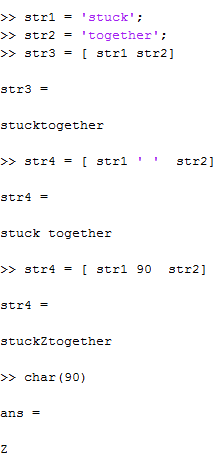 >> str1 = 'stuck';
>> str2 = 'together';
>> str3 = [ str1 str2]
str3 =
stucktogether
>> str4 = [ str1 ' '  str2]
str4 =
stuck together
>> str4 = [ str1 90  str2]
str4 =
stuckZtogether
>> char(90)
ans =
Z